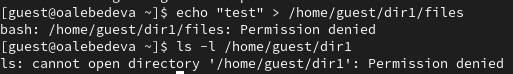 [guest@oalebedeva ~]$ echo "test" > /home/guest/dir1/files
bash: /home/guest/dir1/files: Permission denied
[guest@oalebedeva ~]$ ls -l /home/guest/dir1
ls: cannot open directory '/home/guest/dir1': Permission denied